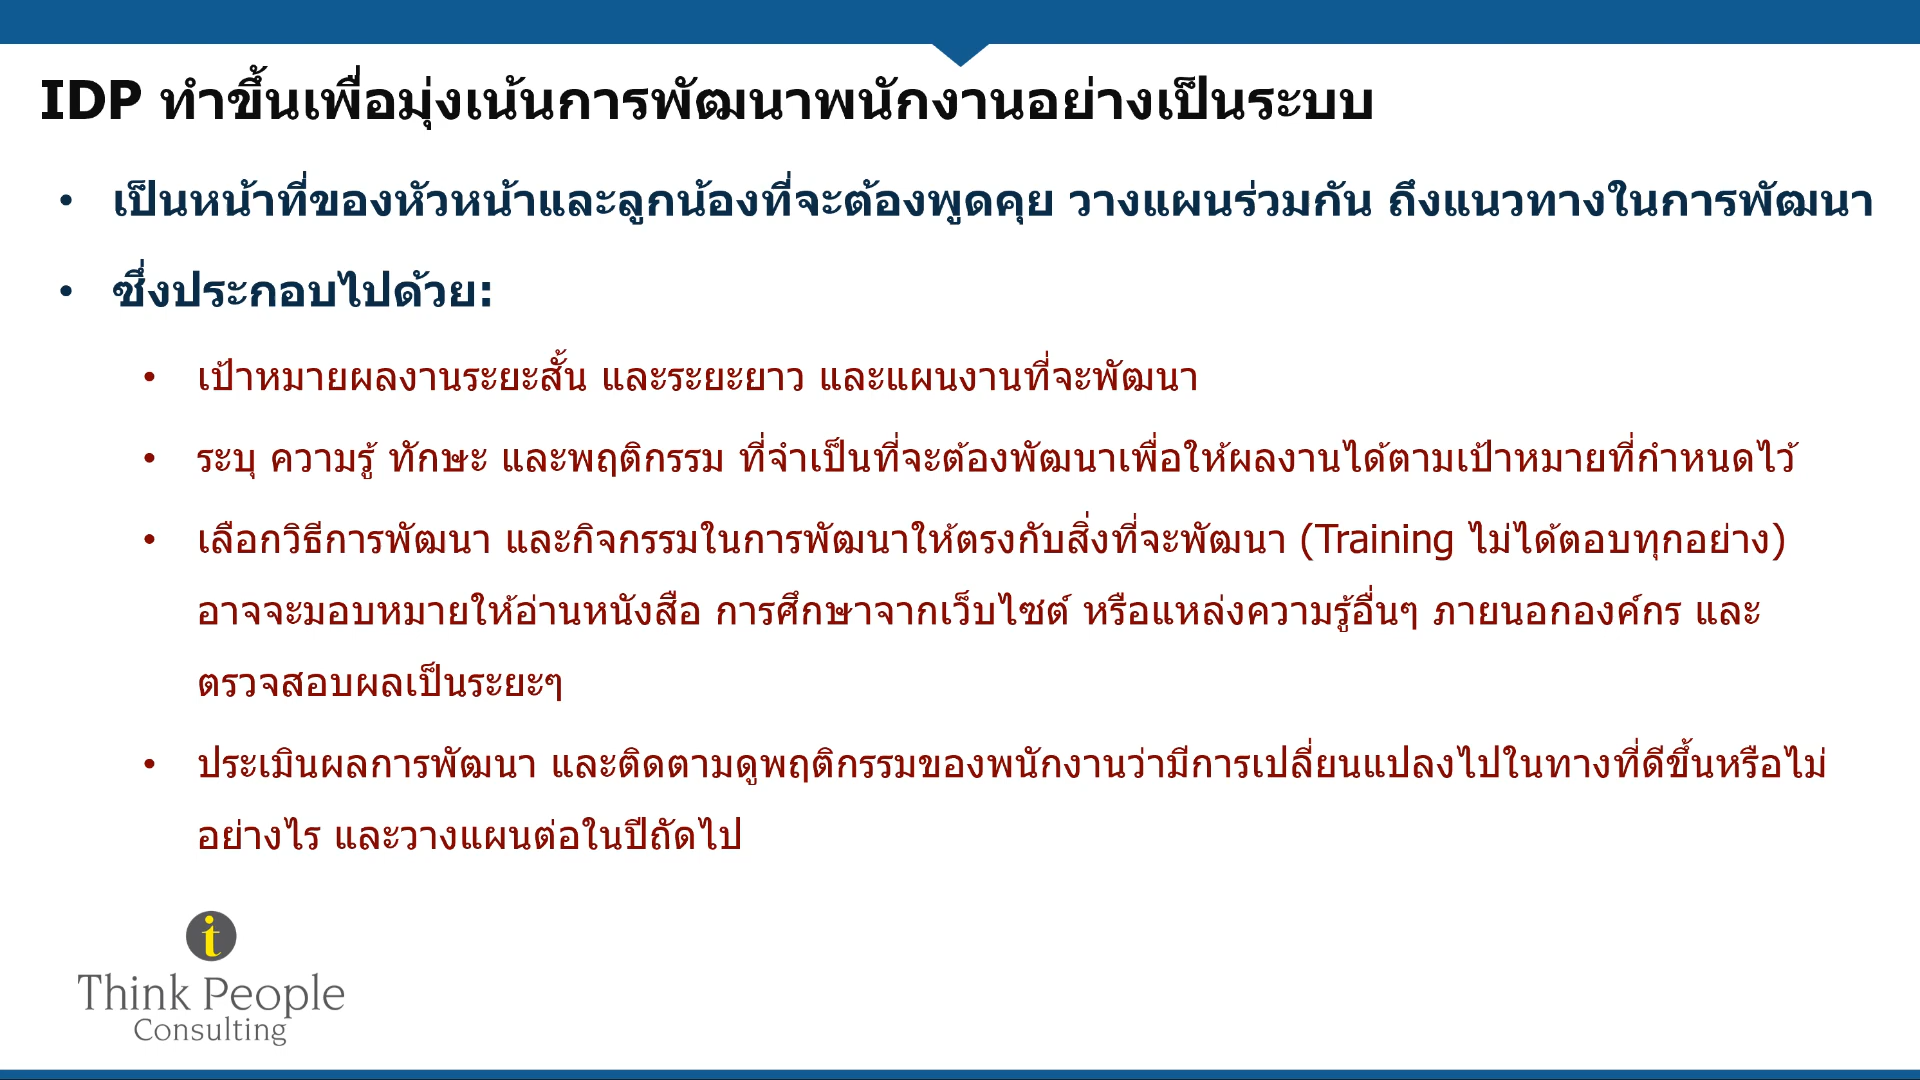 IDP ทำขึ้นเพื่อมุ่งเน้นการพัฒนาพนักงานอย่างเป็นระบบ
• เป็นหน้าที่ของหัวหน้าและลูกน้องที่จะต้องพูดคุย วางแผนร่วมกัน ถึงแนวทางในการพัฒนา
• ซึ่งประกอบไปด้วย:
• เป้าหมายผลงานระยะสั้น และระยะยาว และแผนงานที่จะพัฒนา
• ระบุ ความรู้ ทักษะ และพฤติกรรม ที่จำเป็นที่จะต้องพัฒนาเพื่อให้ผลงานได้ตามเป้าหมายที่กำหนดไว้
• เลือกวิธีการพัฒนา และกิจกรรมในการพัฒนาให้ตรงกับสิ่งที่จะพัฒนา (Training ไม่ได้ตอบทุกอย่าง)
อาจจะมอบหมายให้อ่านหนังสือ การศึกษาจากเว็บไซต์ หรือแหล่งความรู้อื่นๆ ภายนอกองค์กร และ
ตรวจสอบผลเป็นระยะๆ
• ประเมินผลการพัฒนา และติดตามดูพฤติกรรมของพนักงานว่ามีการเปลี่ยนแปลงไปในทางที่ดีขึ้นหรือไม่
อย่างไร และวางแผนต่อในปีถัดไป
Think People
Consulting